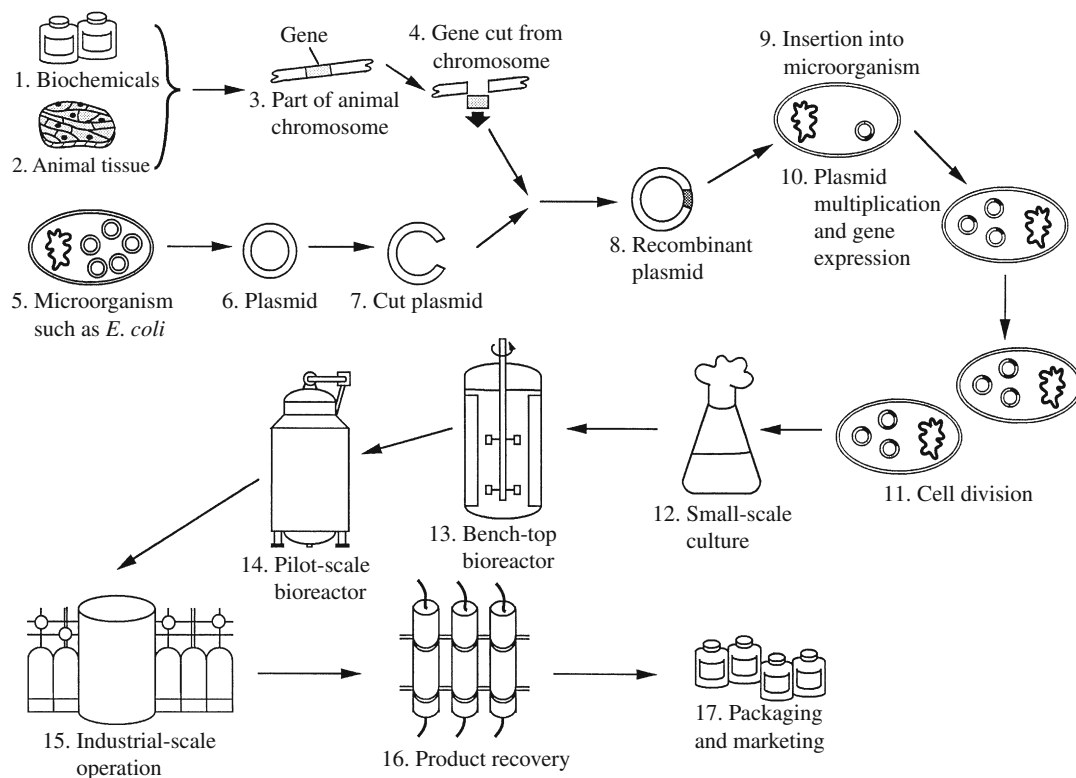 1. Biochemicals
2. Animal tissue
Gene
3. Part of animal
chromosome
4. Gene cut from
chromosome
5. Microorganism
such as E. coli
6. Plasmid
7. Cut plasmid
8. Recombinant
plasmid
9. Insertion into
microorganism
10. Plasmid
multiplication
and gene
expression
11. Cell division
12. Small-scale
culture
13. Bench-top
bioreactor
14. Pilot-scale
bioreactor
15. Industrial-scale
operation
16. Product recovery
17. Packaging
and marketing